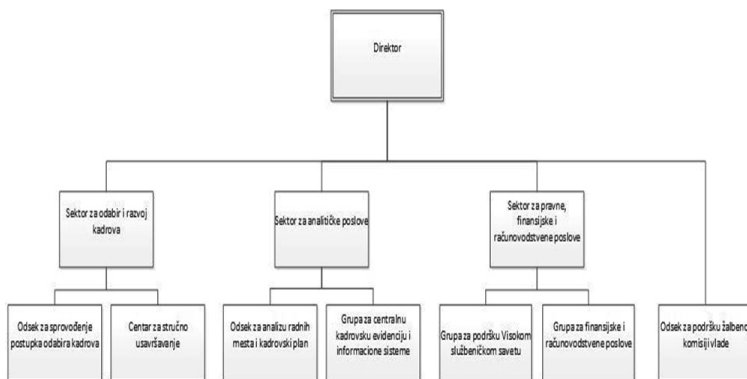 Direktor
Sektor za odabir i razvoj
kadrova
Sektor za analitičke poslove
Sektor za pravne,
finansijske i
računovodstvene poslove
Odsek za sprovođenje
postupka odabira kadrova
Centar za stručno
usavršavanje
Odsek za analizu radnih
mesta i kadrovski plan
Grupa za centralnu
kadrovsku evidenciju i
informacione sisteme
Grupa za podršku Visokom
službeničkom savetu
Grupa za finansijske i
računovodstvene poslove
Odsek za podršku žalbeno
komisiji vlade